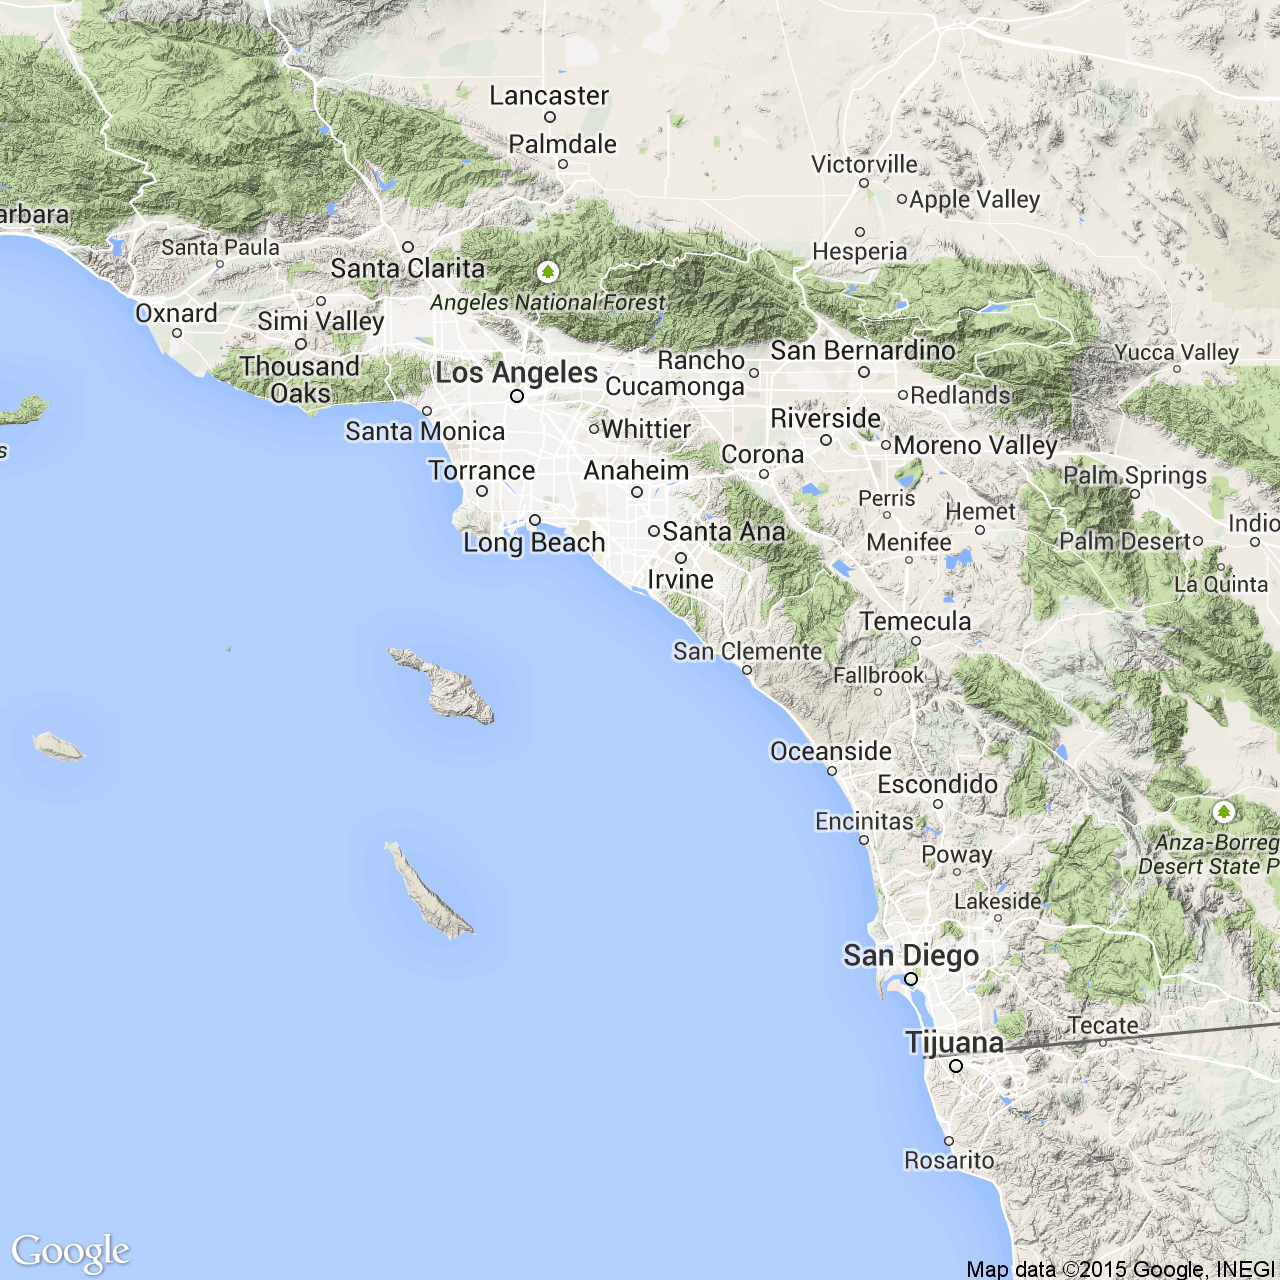 Lancaster
Palmdale
Victorville
Apple Valley
arbara
Santa Paula
Hesperia
Santa Clarita
Angeles National Forest
Oxnard
Simi Valley
San Bernardino
Yucca Valley
Thousand
Oaks
Los Angeles
Rancho
Cucamonga
Redlands
Santa Monica
Whittier
Riverside
Moreno Valley
s
Torrance
Anaheim
Corona
Palm Springs
Perris
Hemet
Indio
Long Beach
Santa Ana
Menifee
Palm Desert
Irvine
La Quinta
Temecula
San Clemente
Fallbrook
Oceanside
Escondido
Encinitas
Poway
Anza-Borreg
Desert State P
Lakeside
San Diego
Tecate
Tijuana
Rosarito
Google
Map data ©2015 Google, INEGI